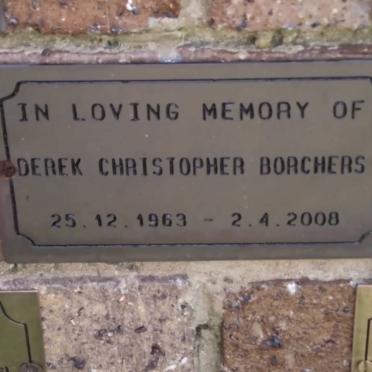 IN LOVING MEMORY OF
DEREK CHRISTOPHER BORCHERS
25.12.1963 - 2.4.2008